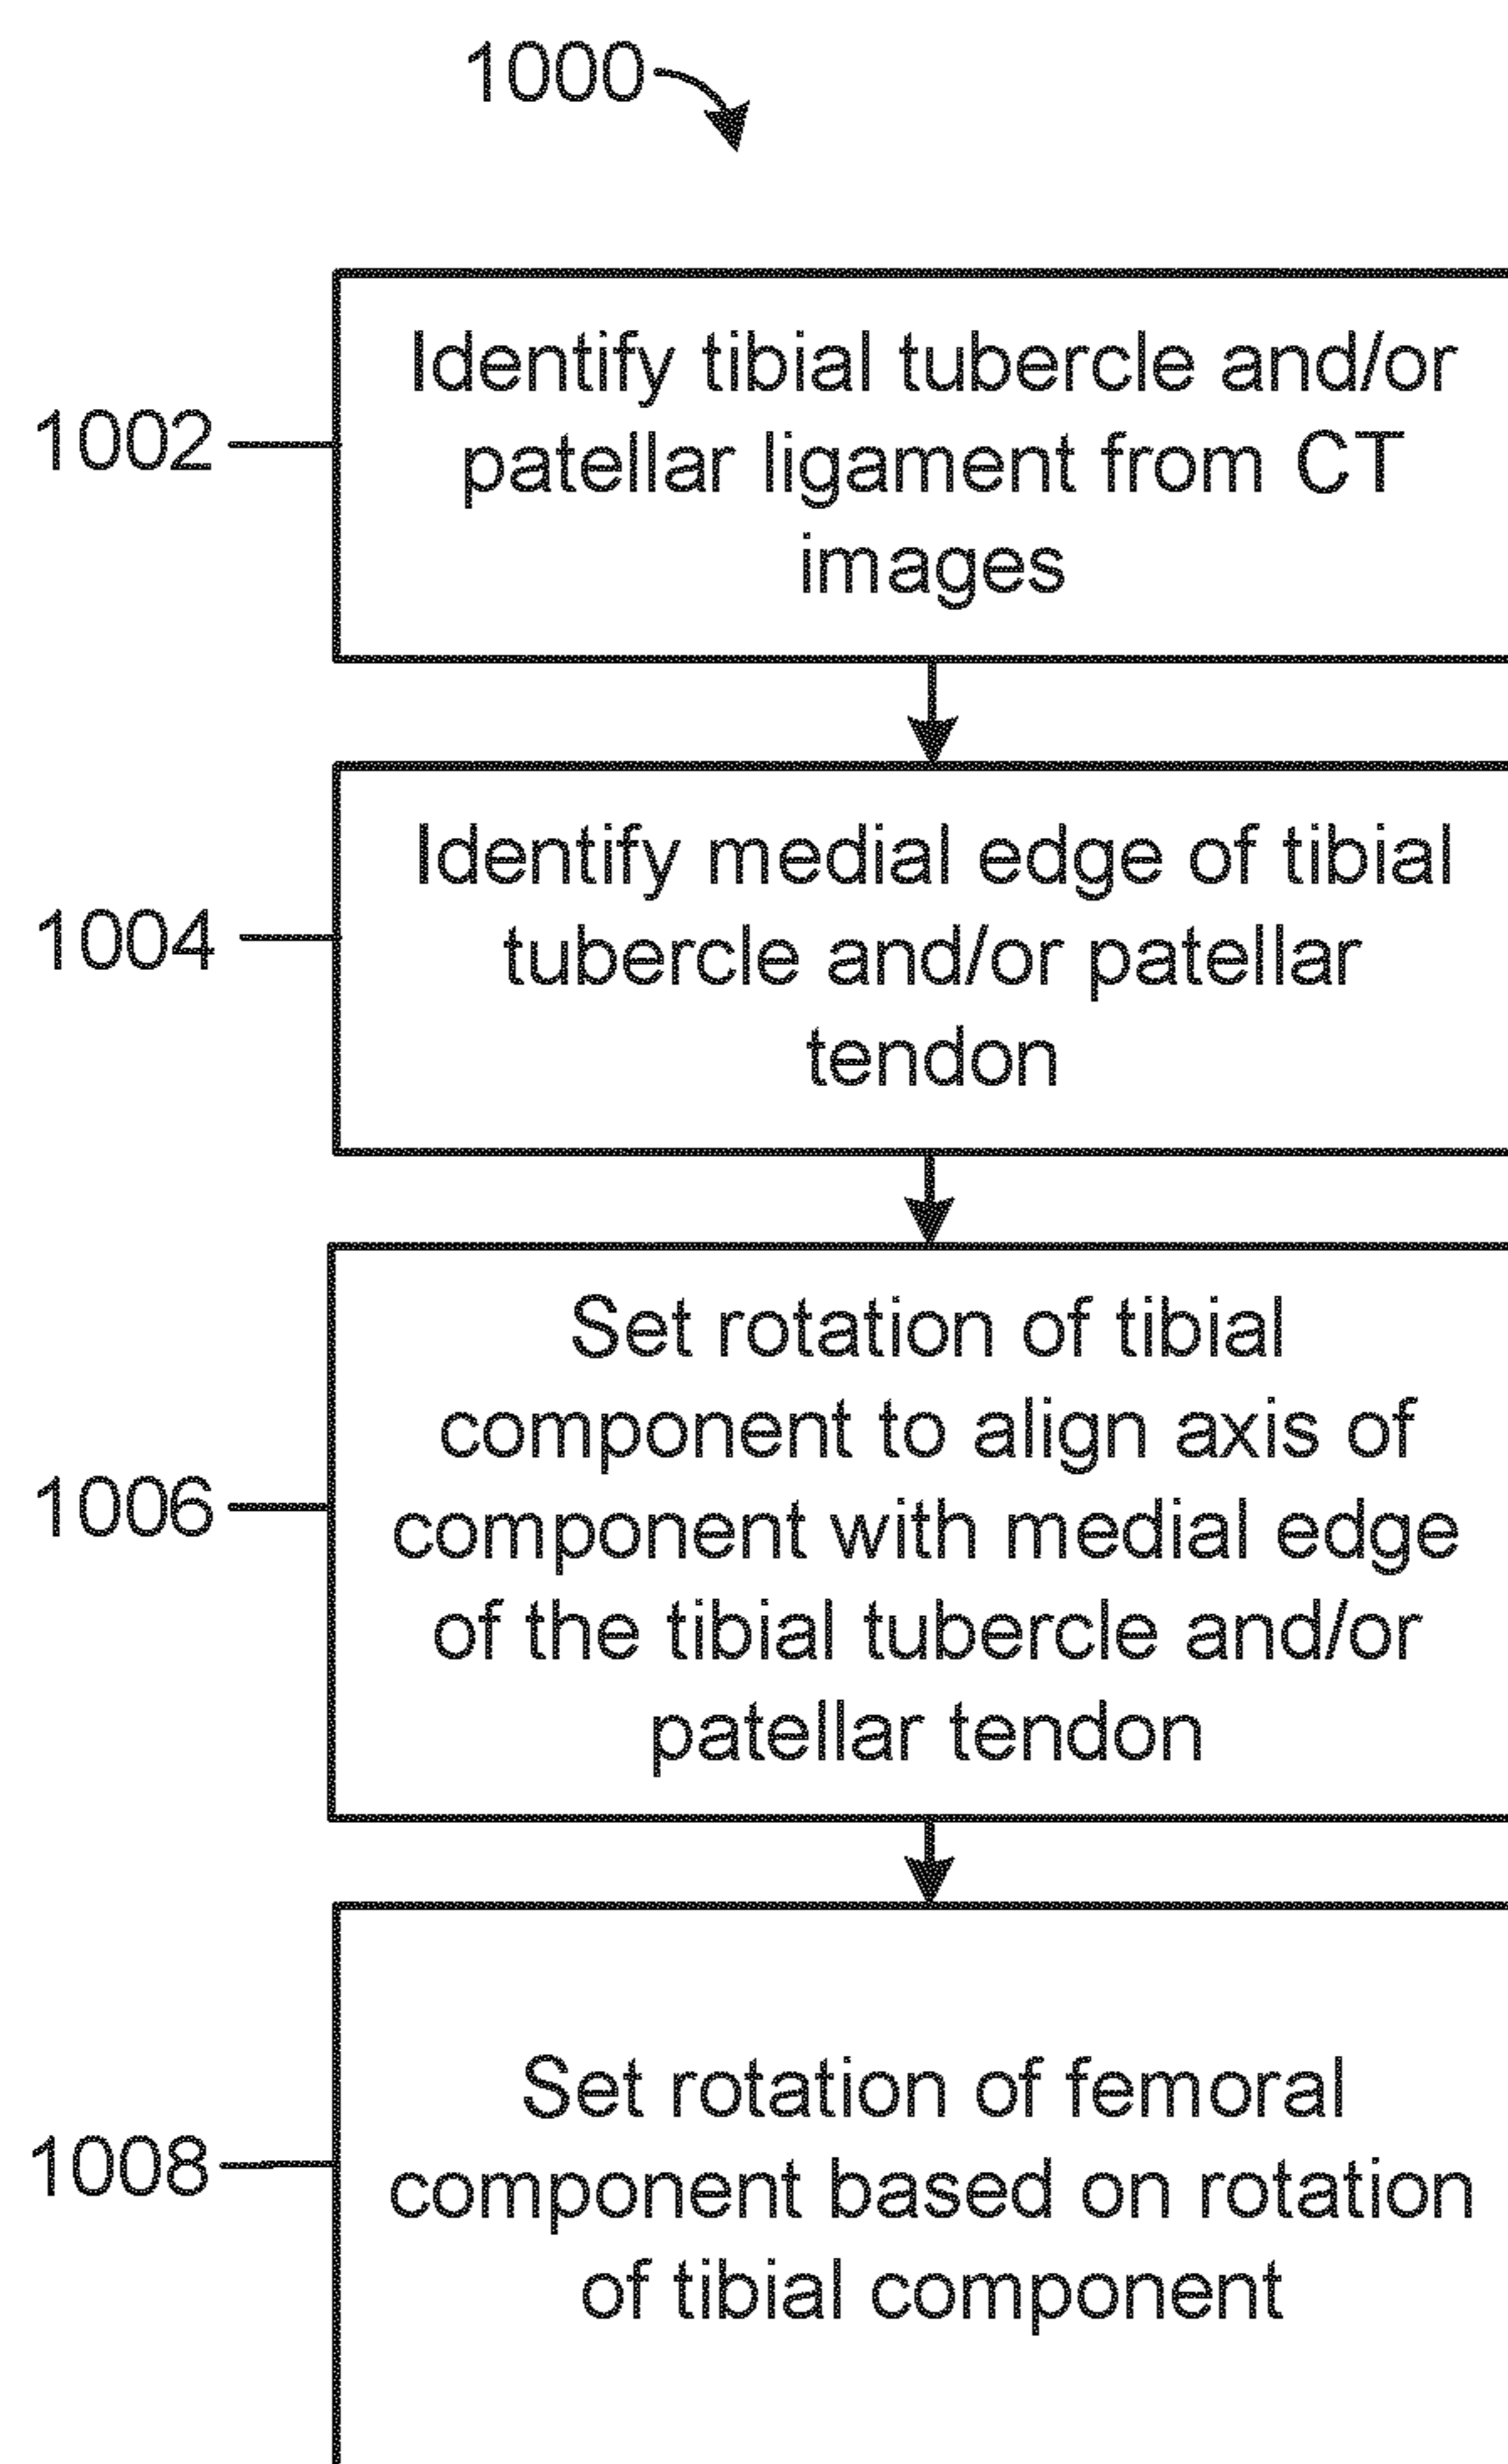 1000
1002
Identify tibial tubercle and/or
patellar ligament from CT
images
1004
Identify medial edge of tibial
tubercle and/or patellar
tendon
1006
Set rotation of tibial
component to align axis of
component with medial edge
of the tibial tubercle and/or
patellar tendon
1008
Set rotation of femoral
component based on rotation
of tibial component